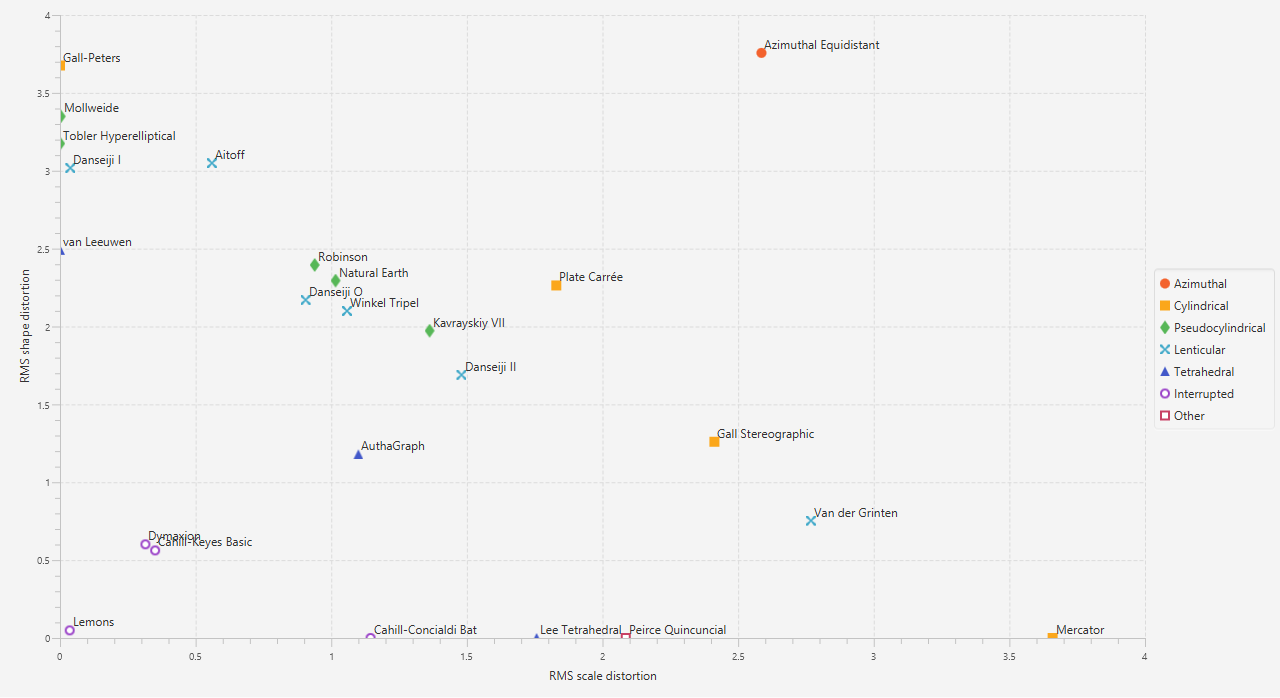 4
Azimuthal Equidistant
Gall-Peters
3.5
Mollweide
Tobler Hyperelliptical
Danseiji I
Aitoff
3
van Leeuwen
2.5
Robinson
Natural Earth
Plate Carrée
Danseiji O
Winkel Tripel
Kavrayskiy VII
2
Danseiji II
1.5
Gall Stereographic
AuthaGraph
1
Van der Grinten
Dymaxion
Cahill-Keyes Basic
0.5
Lemons
Cahill-Concialdi Bat
Lee Tetrahedral
Peirce Quincuncial
Mercator
0
RMS shape distortion
0 0.5 1 1.5 2 2.5 3 3.5 4
RMS scale distortion
Azimuthal
Cylindrical
Pseudocylindrical
Lenticular
Tetrahedral
Interrupted
Other